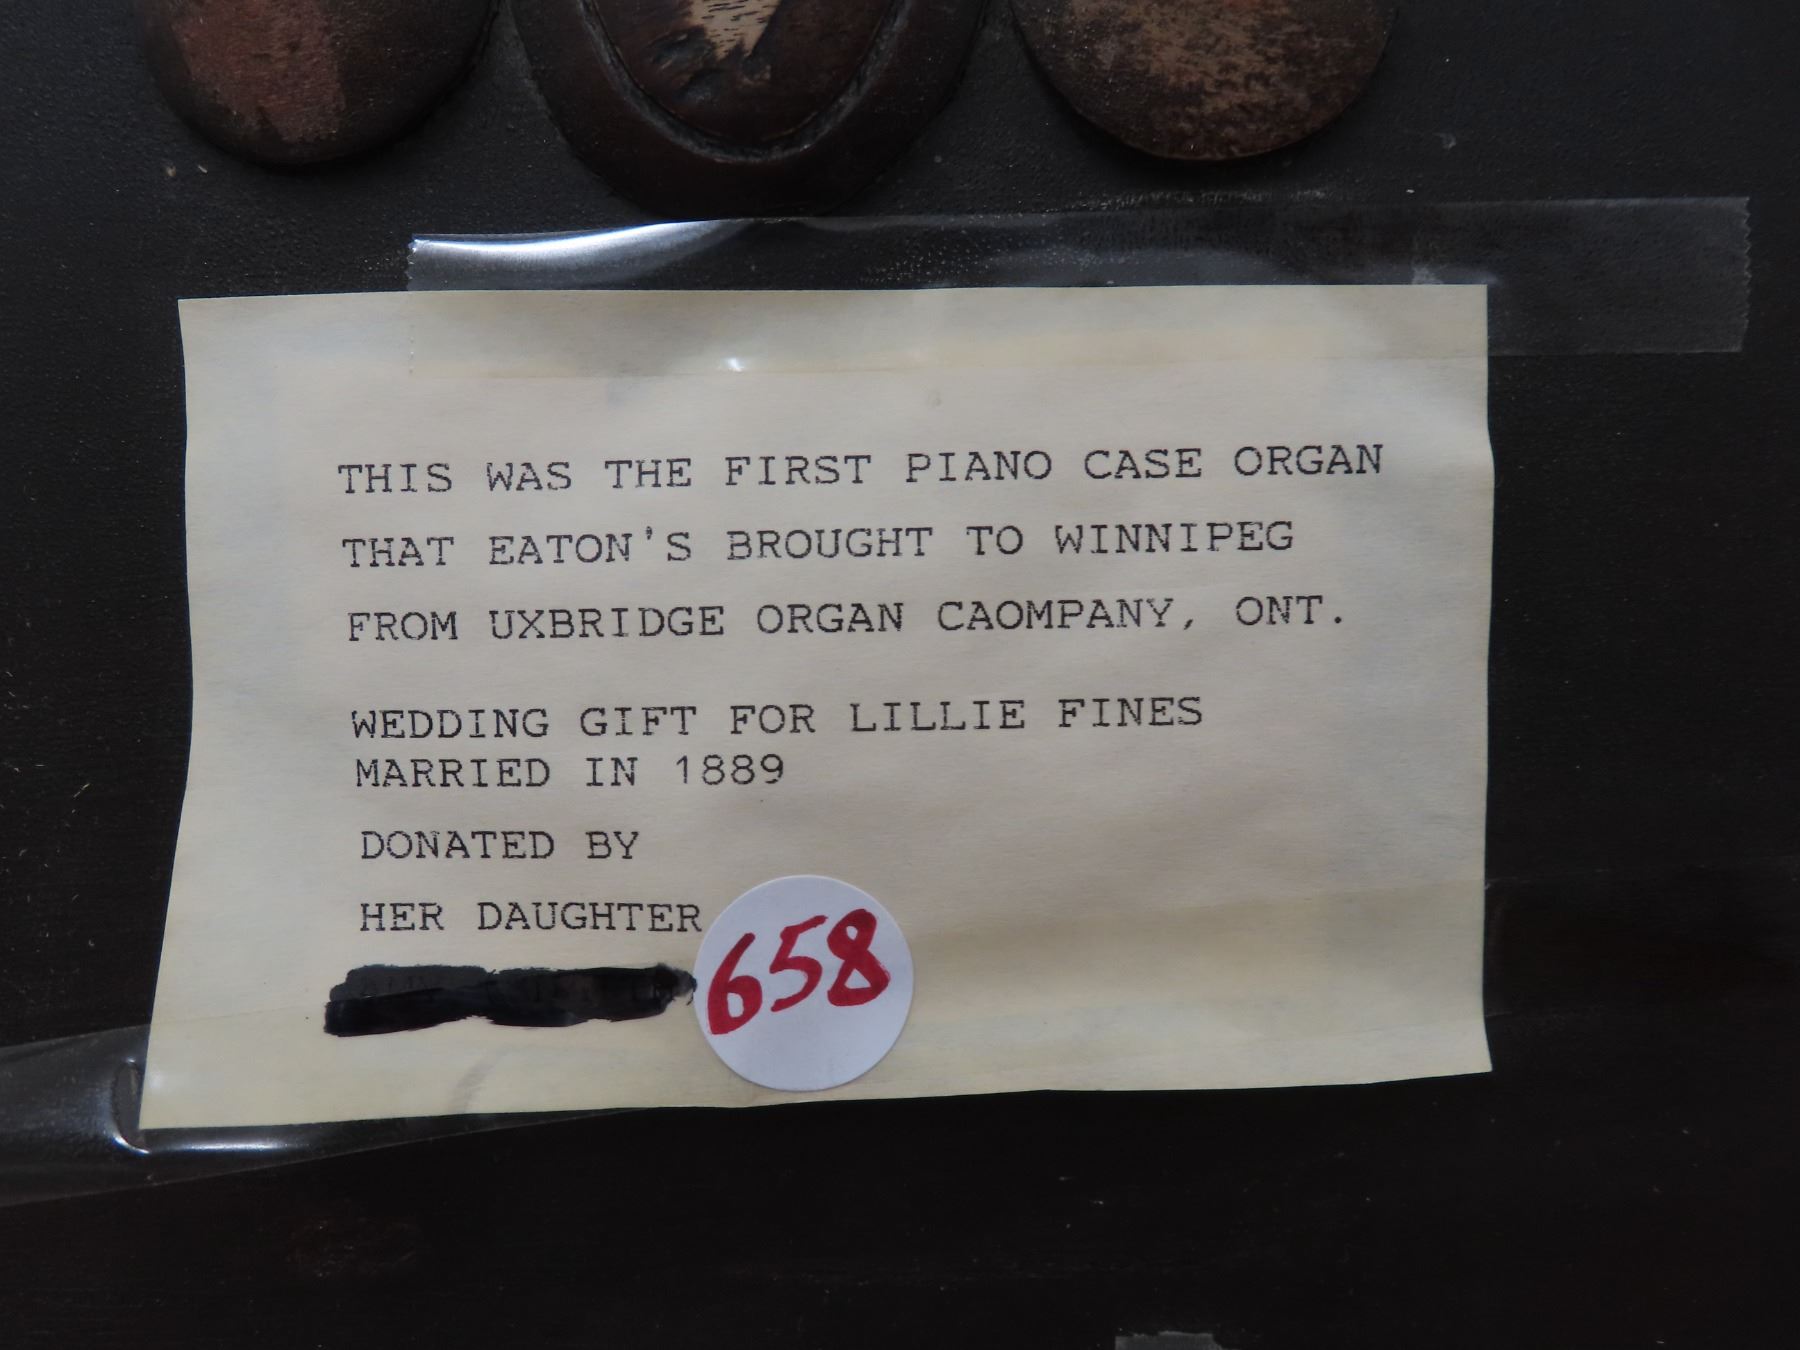 THIS WAS THE FIRST PIANO CASE ORGAN
THAT EATON'S BROUGHT TO WINNIPEG
FROM UXBRIDGE ORGAN CAOMPANY, ONT.
WEDDING GIFT FOR LILLIE FINES
MARRIED IN 1889
DONATED BY
HER DAUGHTER
658